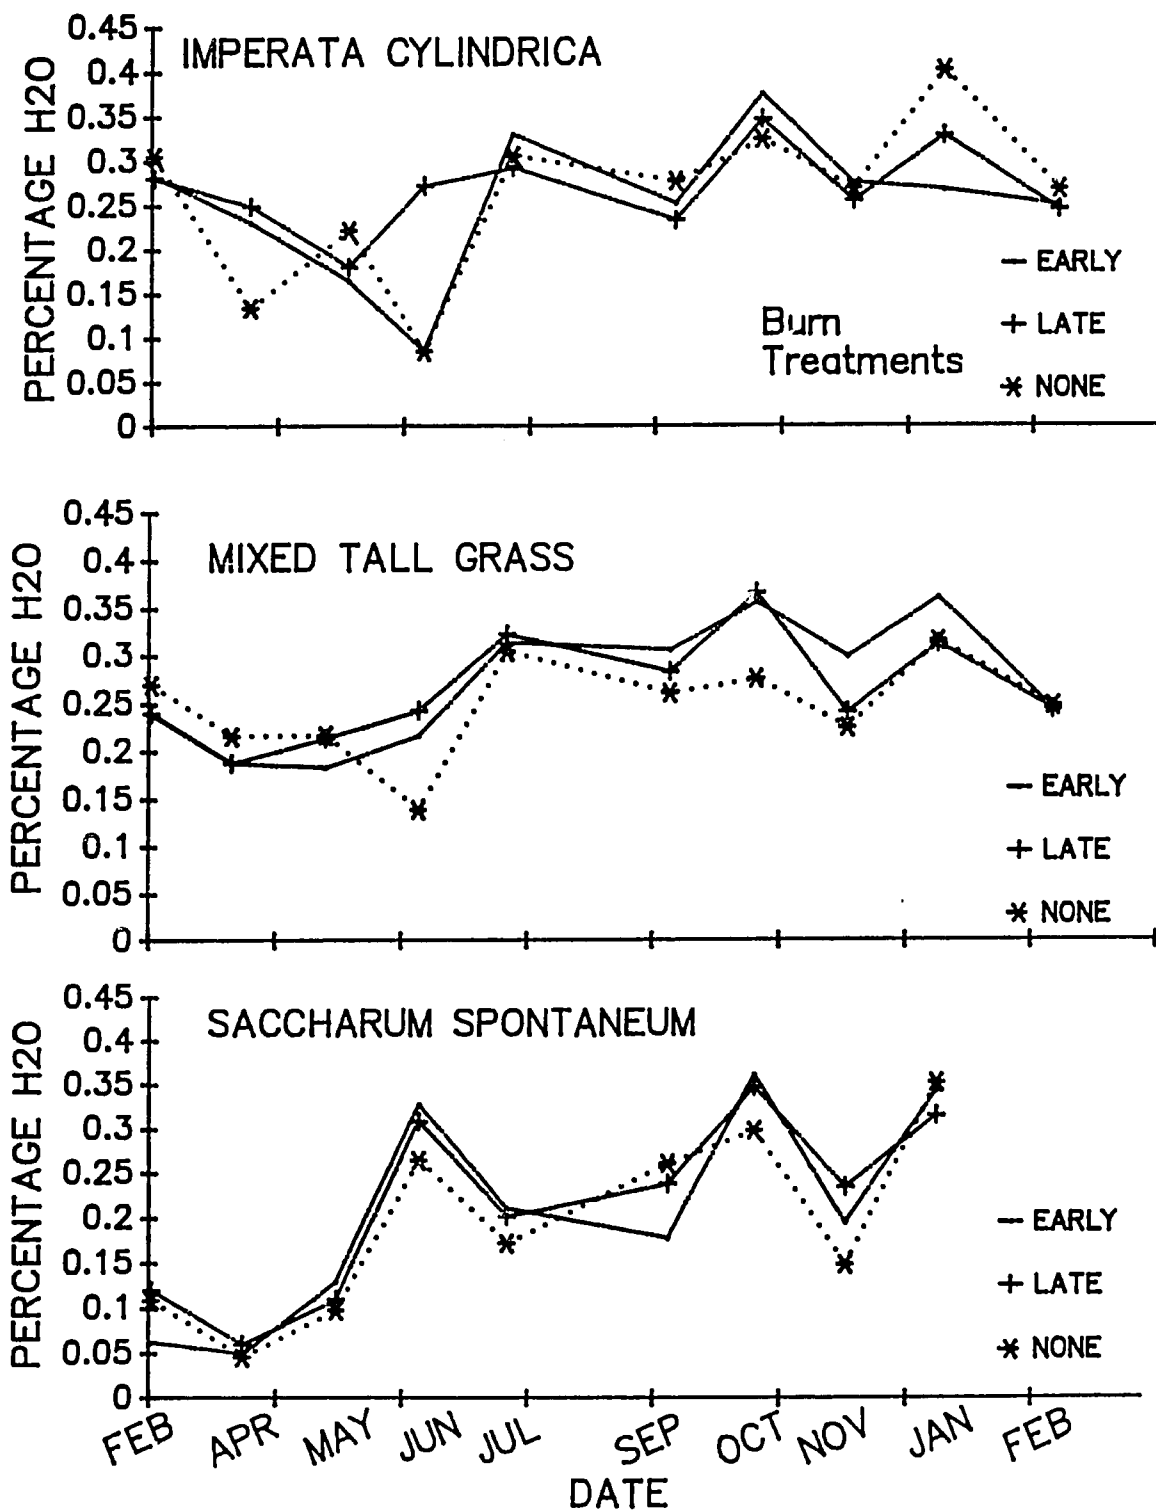 IMPERATA CYLINDRICA
PERCENTAGE H2O
0.45
0.4
0.35
0.3
0.25
0.2
0.15
0.1
0.05
0
Burn
Treatments
EARLY
LATE
NONE
MIXED TALL GRASS
PERCENTAGE H2O
0.45
0.4
0.35
0.3
0.25
0.2
0.15
0.1
0.05
0
EARLY
LATE
NONE
SACCHARUM SPONTANEUM
PERCENTAGE H2O
0.45
0.4
0.35
0.3
0.25
0.2
0.15
0.1
0.05
0
EARLY
LATE
NONE
FEB APR MAY JUN JUL SEP OCT NOV JAN FEB
DATE